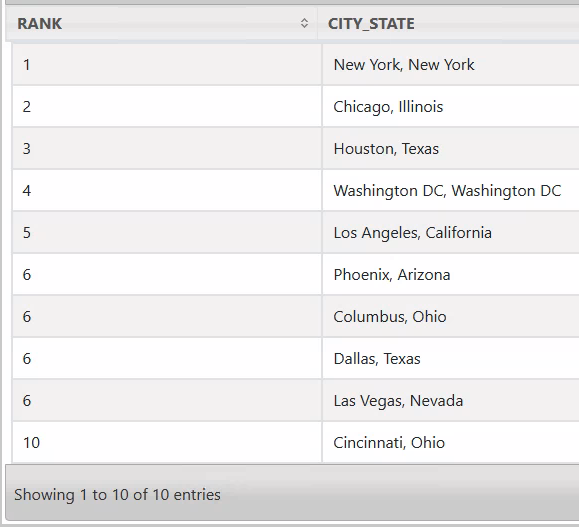 RANK CITY_STATE
1 New York, New York
2 Chicago, Illinois
3 Houston, Texas
4 Washington DC, Washington DC
5 Los Angeles, California
6 Phoenix, Arizona
6 Columbus, Ohio
6 Dallas, Texas
6 Las Vegas, Nevada
10 Cincinnati, Ohio
Showing 1 to 10 of 10 entries